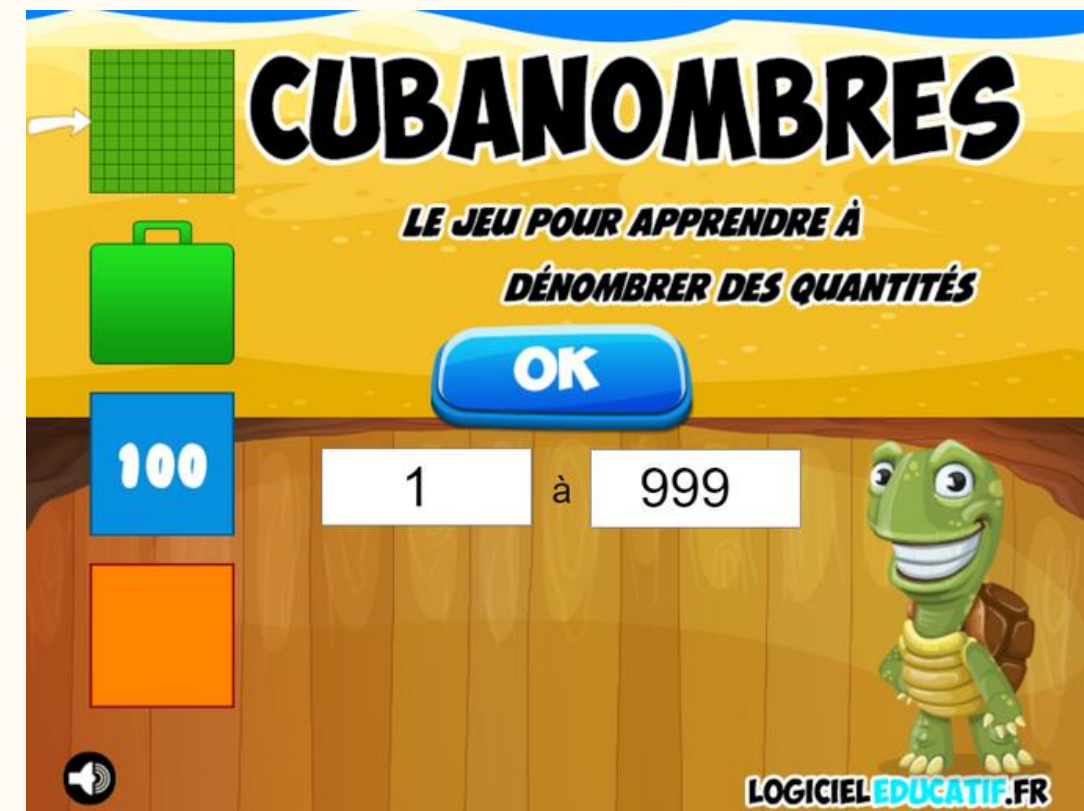 CUBANOMBRES
LE JEU POUR APPRENDRE À
DÉNOMBRER DES QUANTITÉS
OK
100
1 à 999
LOGICIELEDUCATIF.FR